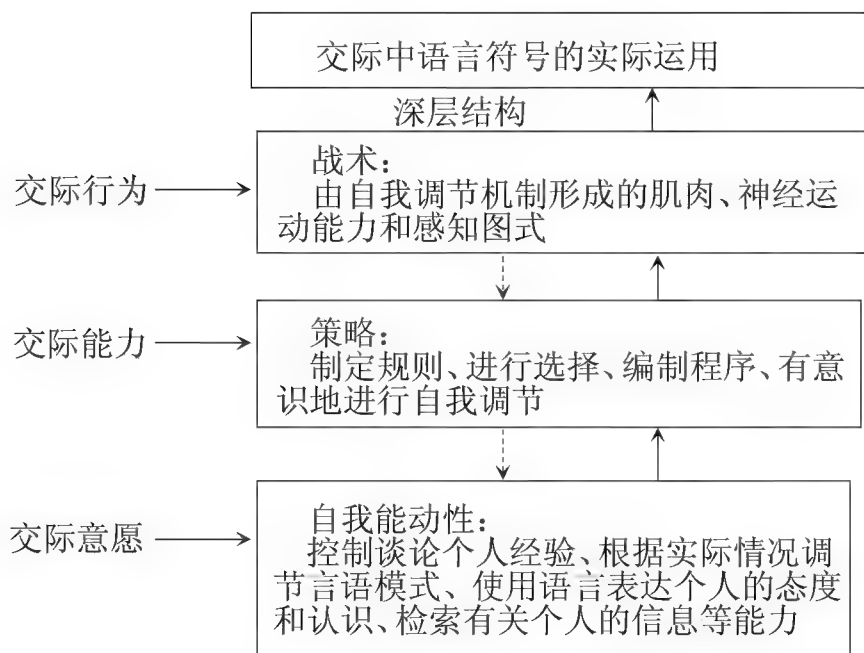 交际中语言符号的实际运用
深层结构
交际行为
战术：
由自我调节机制形成的肌肉、神经运
动能力和感知图式
交际能力
策略：
制定规则、进行选择、编制程序、有意
识地进行自我调节
交际意愿
自我能动性：
控制谈论个人经验、根据实际情况调
节言语模式、使用语言表达个人的态度
和认识、检索有关个人的信息等能力